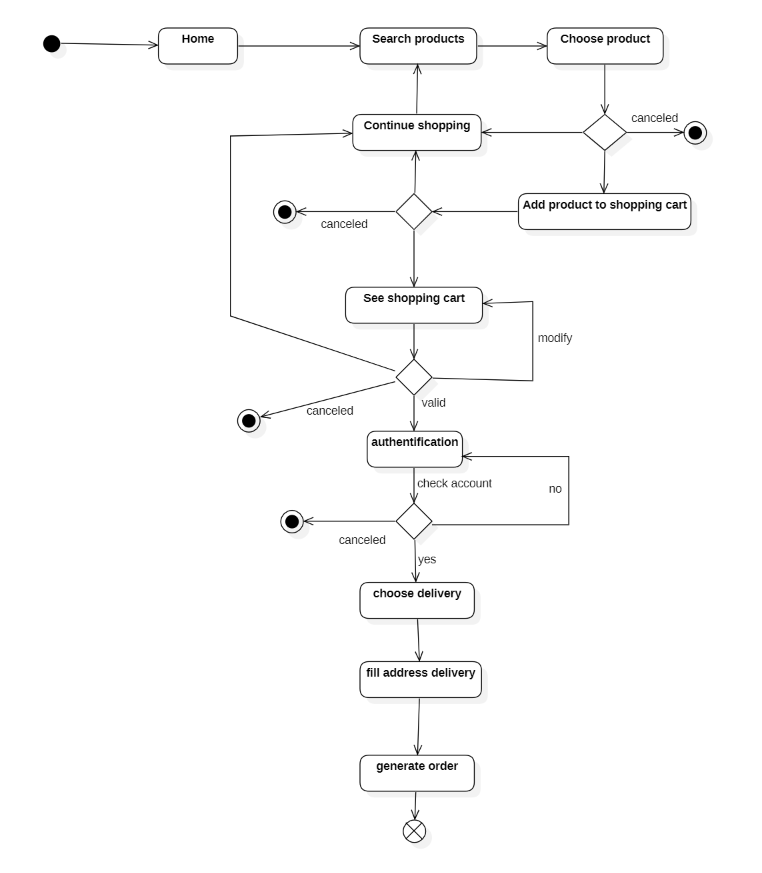 Home
Search products
Choose product
Continue shopping
canceled
Add product to shopping cart
canceled
See shopping cart
modify
valid
canceled
authentification
check account
no
canceled
yes
choose delivery
fill address delivery
generate order